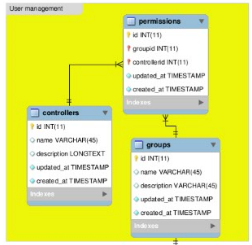 User management
permissions
id INT(11)
groupid INT(11)
controllerid INT(11)
updated_at TIMESTAMP
created_at TIMESTAMP
Indexes
controllers
id INT(11)
name VARCHAR(45)
description LONGTEXT
updated_at TIMESTAMP
created_at TIMESTAMP
Indexes
groups
id INT(11)
name VARCHAR(45)
description VARCHAR(45)
updated_at TIMESTAMP
created_at TIMESTAMP
Indexes